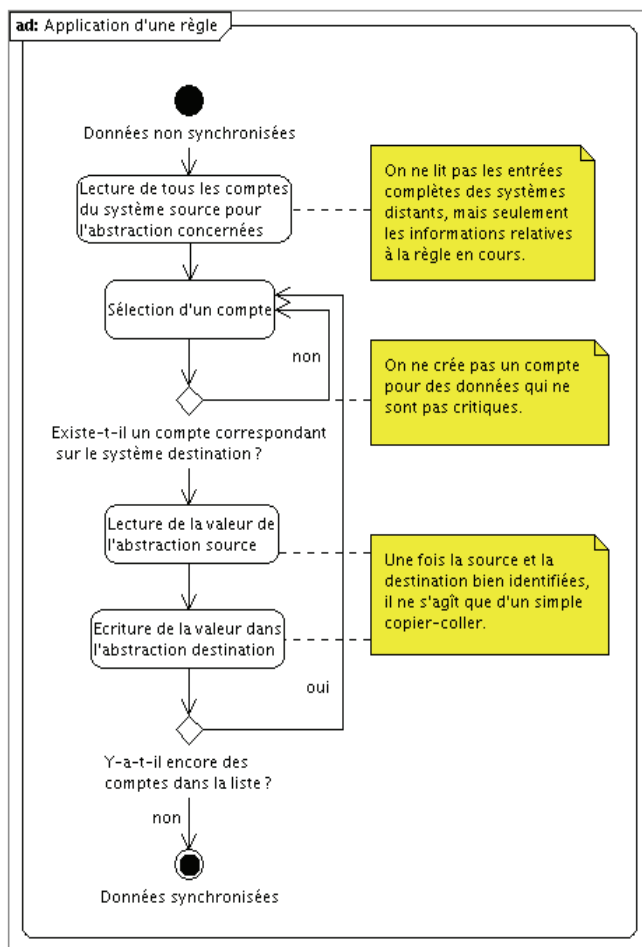 ad: Application d'une règle
Données non synchronisées
Lecture de tous les comptes
du système source pour
l'abstraction concernées
On ne lit pas les entrées
complètes des systèmes
distants, mais seulement
les informations relatives
à la règle en cours.
Sélection d'un compte
non
On ne crée pas un compte
pour des données qui ne
sont pas critiques.
Existe-t-il un compte correspondant
sur le système destination ?
Lecture de la valeur de
l'abstraction source
Une fois la source et la
destination bien identifiées,
il ne s'agît que d'un simple
copier-coller.
Ecriture de la valeur dans
l'abstraction destination
oui
Y-a-t-il encore des
comptes dans la liste ?
non
Données synchronisées